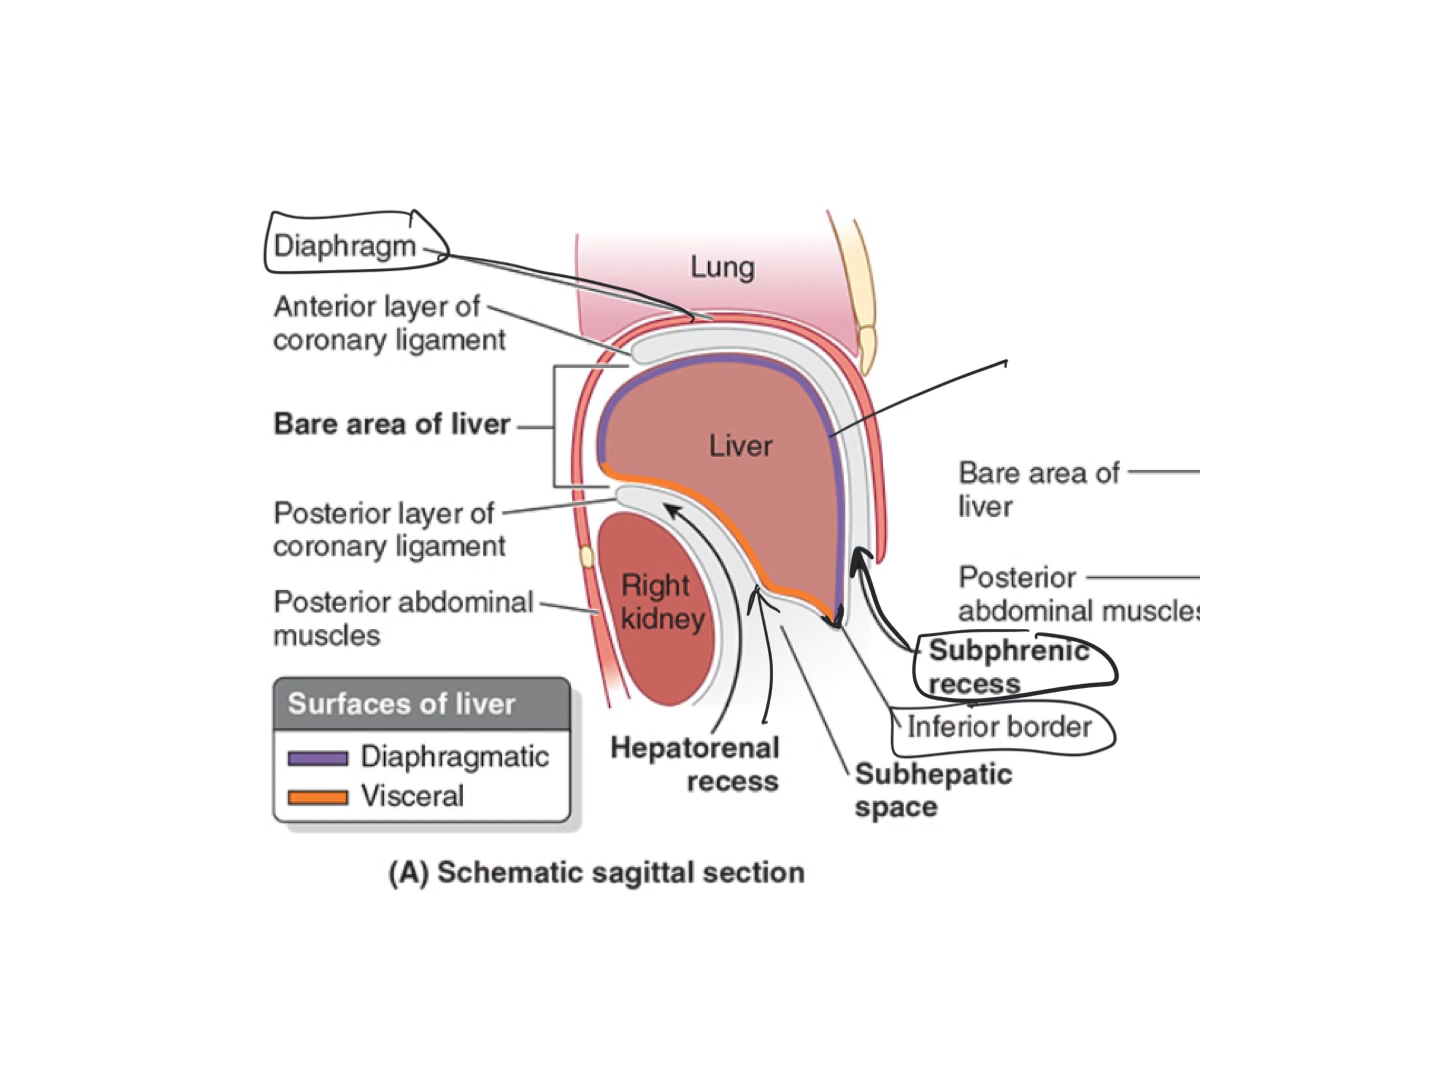 Diaphragm
Lung
Anterior layer of
coronary ligament
Bare area of liver
Liver
Bare area of
liver
Posterior layer of
coronary ligament
Posterior
abdominal muscles
Right
kidney
Posterior abdominal
muscles
Subphrenic
recess
Inferior border
Surfaces of liver
Diaphragmatic
Visceral
Hepatorenal
recess
Subhepatic
space
(A) Schematic sagittal section